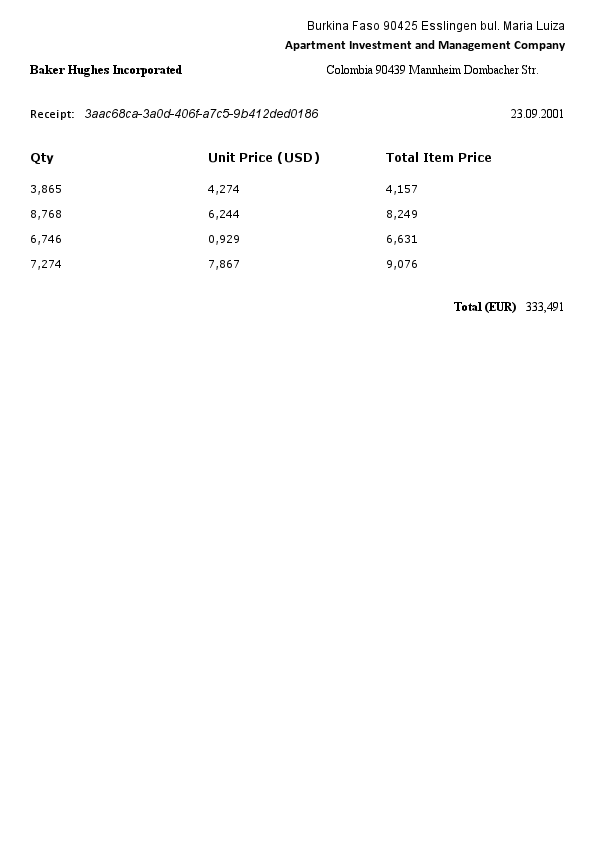 Burkina Faso 90425 Esslingen bul. Maria Luiza
Apartment Investment and Management Company
Baker Hughes Incorporated Colombia 90439 Mannheim Dombacher Str.
Receipt: 3aac68ca-3a0d-406f-a7c5-9b412ded0186 23.09.2001
Qty Unit Price (USD) Total Item Price
3,865 4,274 4,157
8,768 6,244 8,249
6,746 0,929 6,631
7,274 7,867 9,076
Total (EUR) 333,491